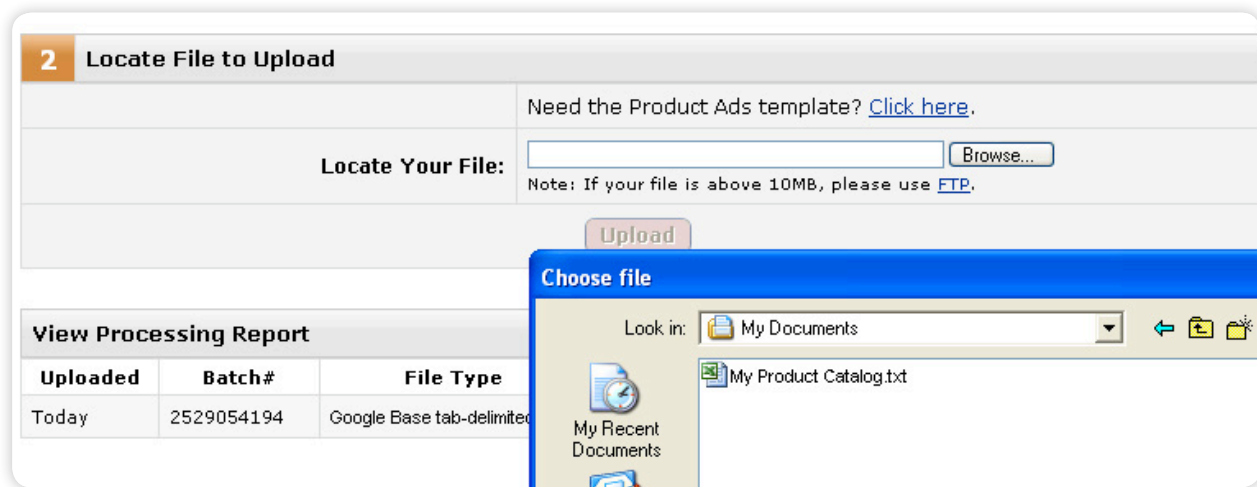 2 Locate File to Upload
Need the Product Ads template? Click here.
Locate Your File: Browse...
Note: If your file is above 10MB, please use FTP.
Upload
Choose file
Look in: My Documents
My Product Catalog.txt
My Recent
Documents
View Processing Report
Uploaded Batch# File Type
Today 2529054194 Google Base tab-delimited